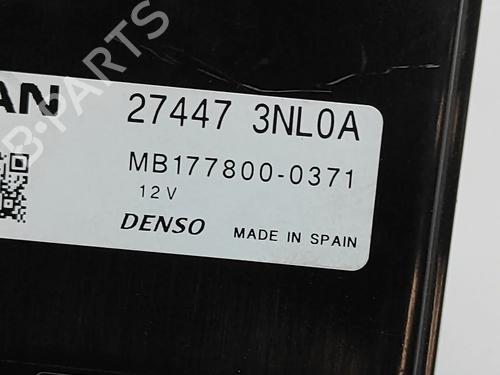 AN 27447 3NL0A
MB177800-0371
12V
DENSO MADE IN SPAIN
B-PARTS